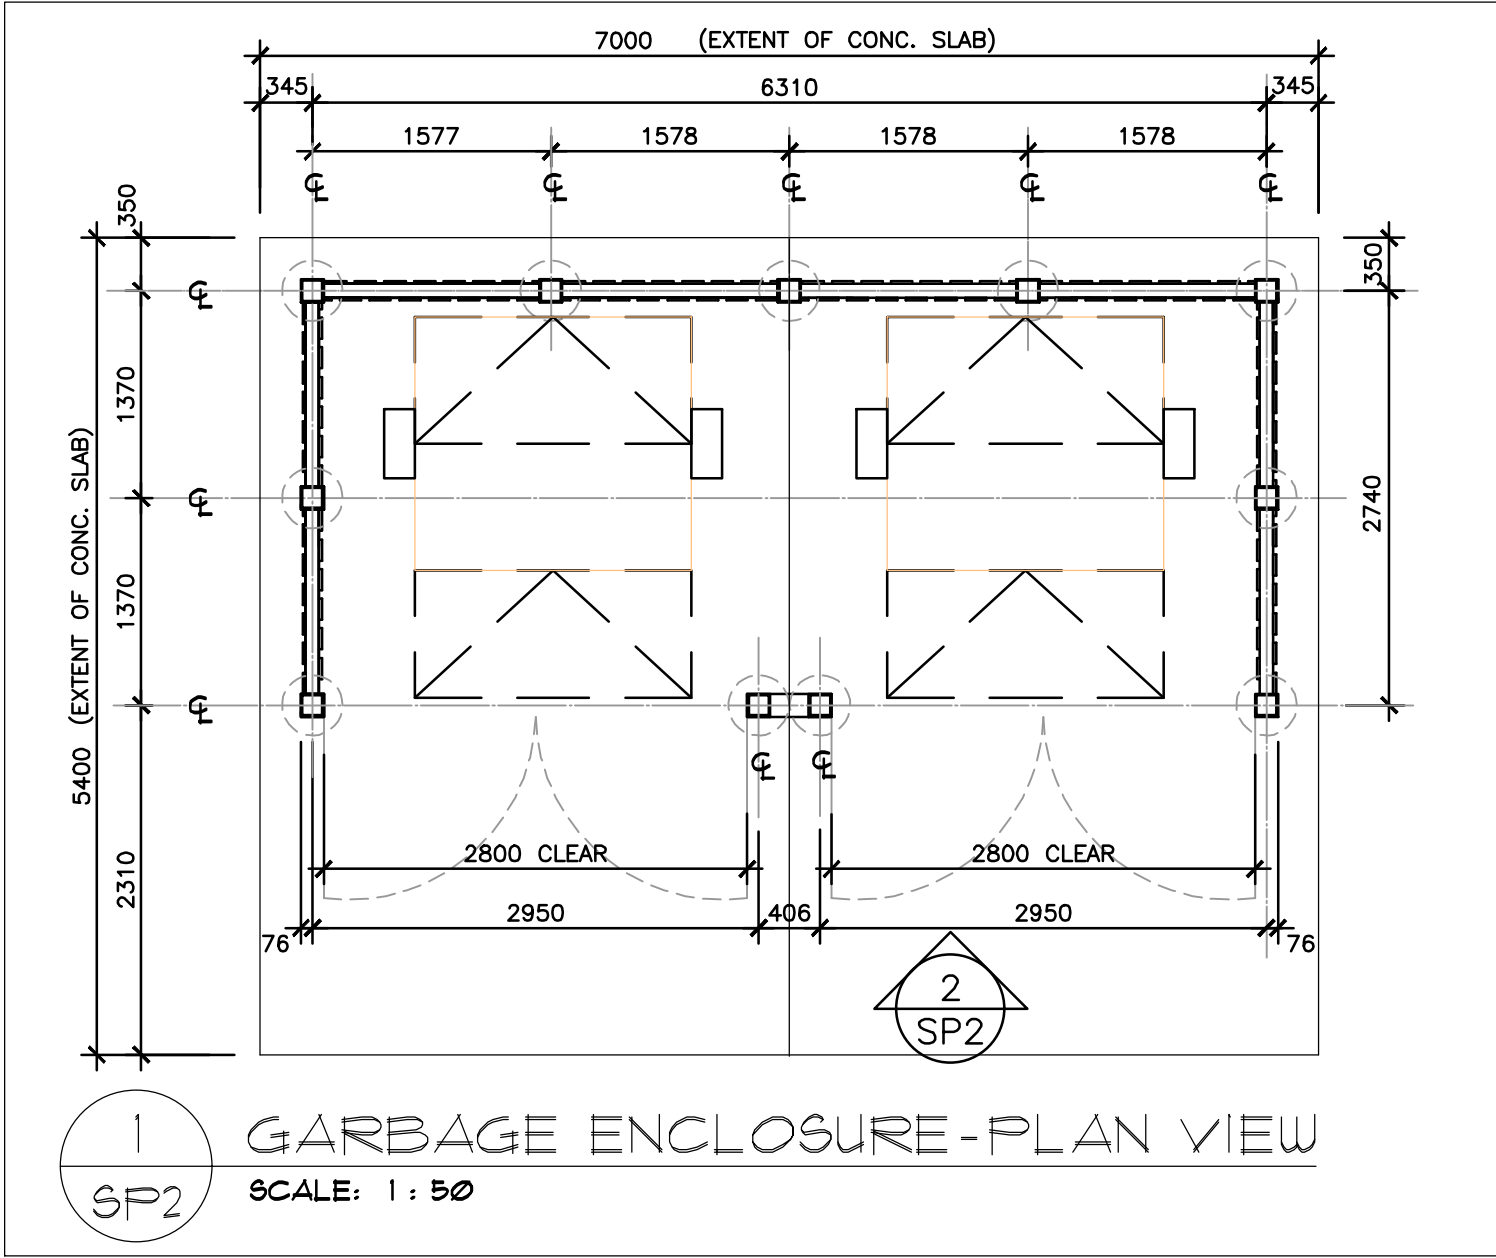 7000 (EXTENT OF CONC. SLAB)
345 6310 345
1577 1578 1578 1578
℄ ℄ ℄ ℄ ℄
350
350
℄
1370
5400 (EXTENT OF CONC. SLAB)
℄
2740
1370
℄
℄ ℄
2310
2800 CLEAR 2800 CLEAR
2950 406 2950
76 76
2
SP2
1
SP2
GARBAGE ENCLOSURE-PLAN VIEW
SCALE: 1 : 50